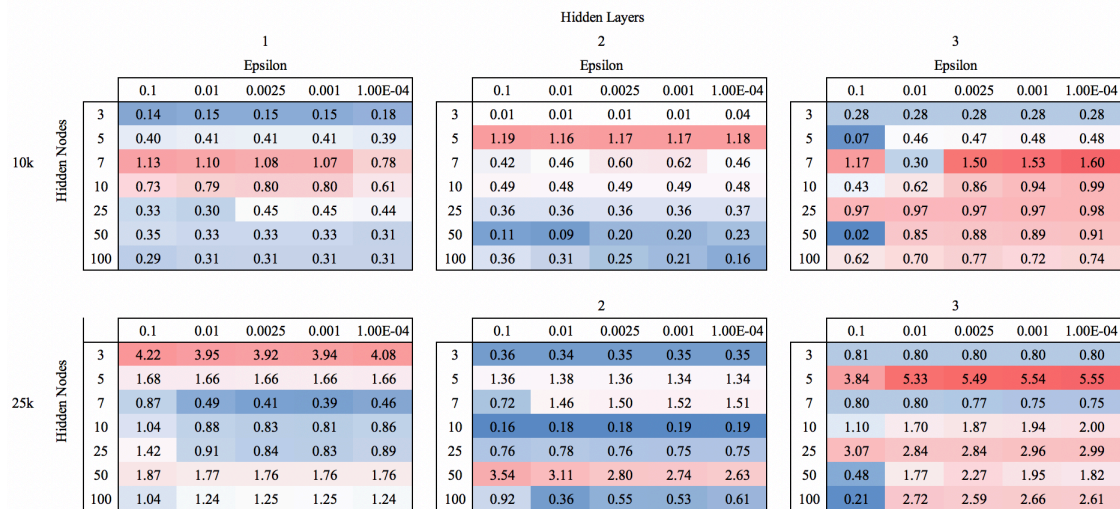 Hidden Layers
1 2 3
Epsilon Epsilon Epsilon
0.1 0.01 0.0025 0.001 1.00E-04 0.1 0.01 0.0025 0.001 1.00E-04 0.1 0.01 0.0025 0.001 1.00E-04
10k
Hidden Nodes
3 0.14 0.15 0.15 0.15 0.18 3 0.01 0.01 0.01 0.01 0.04 3 0.28 0.28 0.28 0.28 0.28
5 0.40 0.41 0.41 0.41 0.39 5 1.19 1.16 1.17 1.17 1.18 5 0.07 0.46 0.47 0.48 0.48
7 1.13 1.10 1.08 1.07 0.78 7 0.42 0.46 0.60 0.62 0.46 7 1.17 0.30 1.50 1.53 1.60
10 0.73 0.79 0.80 0.80 0.61 10 0.49 0.48 0.49 0.49 0.48 10 0.43 0.62 0.86 0.94 0.99
25 0.33 0.30 0.45 0.45 0.44 25 0.36 0.36 0.36 0.36 0.37 25 0.97 0.97 0.97 0.97 0.98
50 0.35 0.33 0.33 0.33 0.31 50 0.11 0.09 0.20 0.20 0.23 50 0.02 0.85 0.88 0.89 0.91
100 0.29 0.31 0.31 0.31 0.31 100 0.36 0.31 0.25 0.21 0.16 100 0.62 0.70 0.77 0.72 0.74
2 3
0.1 0.01 0.0025 0.001 1.00E-04 0.1 0.01 0.0025 0.001 1.00E-04 0.1 0.01 0.0025 0.001 1.00E-04
25k
Hidden Nodes
3 4.22 3.95 3.92 3.94 4.08 3 0.36 0.34 0.35 0.35 0.35 3 0.81 0.80 0.80 0.80 0.80
5 1.68 1.66 1.66 1.66 1.66 5 1.36 1.38 1.36 1.34 1.34 5 3.84 5.33 5.49 5.54 5.55
7 0.87 0.49 0.41 0.39 0.46 7 0.72 1.46 1.50 1.52 1.51 7 0.80 0.80 0.77 0.75 0.75
10 1.04 0.88 0.83 0.81 0.86 10 0.16 0.18 0.18 0.19 0.19 10 1.10 1.70 1.87 1.94 2.00
25 1.42 0.91 0.84 0.83 0.89 25 0.76 0.78 0.76 0.75 0.75 25 3.07 2.84 2.84 2.96 2.99
50 1.87 1.77 1.76 1.76 1.76 50 3.54 3.11 2.80 2.74 2.63 50 0.48 1.77 2.27 1.95 1.82
100 1.04 1.24 1.25 1.25 1.24 100 0.92 0.36 0.55 0.53 0.61 100 0.21 2.72 2.59 2.66 2.61